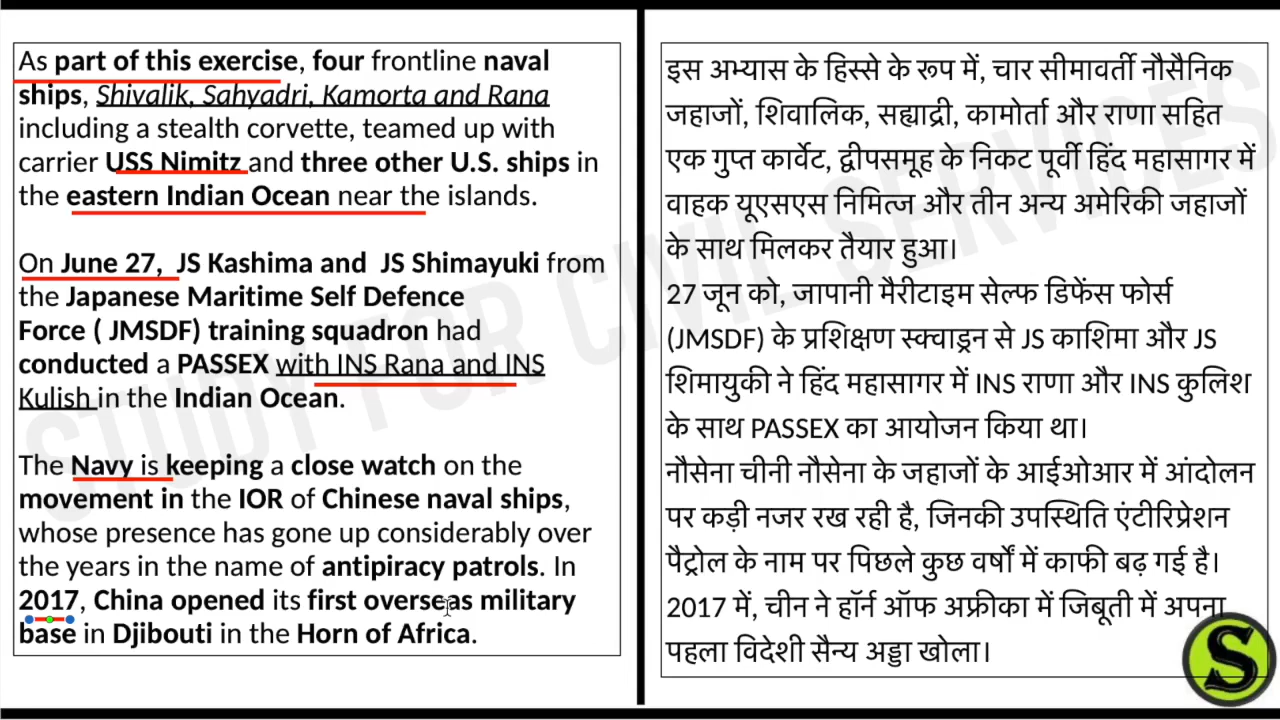 As part of this exercise, four frontline naval
ships, Shivalik, Sahyadri, Kamorta and Rana
including a stealth corvette, teamed up with
carrier USS Nimitz and three other U.S. ships in
the eastern Indian Ocean near the islands.
On June 27, JS Kashima and JS Shimayuki from
the Japanese Maritime Self Defence
Force ( JMSDF) training squadron had
conducted a PASSEX with INS Rana and INS
Kulish in the Indian Ocean.
The Navy is keeping a close watch on the
movement in the IOR of Chinese naval ships,
whose presence has gone up considerably over
the years in the name of antipiracy patrols. In
2017, China opened its first overseas military
base in Djibouti in the Horn of Africa.
इस अभ्यास के हिस्से के रूप में, चार सीमावर्ती नौसैनिक
जहाजों, शिवालिक, सह्याद्री, कामोर्ता और राणा सहित
एक गुप्त कार्वेट, द्वीपसमूह के निकट पूर्वी हिंद महासागर में
वाहक यूएसएस निमित्ज और तीन अन्य अमेरिकी जहाजों
के साथ मिलकर तैयार हुआ।
27 जून को, जापानी मैरीटाइम सेल्फ डिफेंस फोर्स
(JMSDF) के प्रशिक्षण स्क्वाड्रन से JS काशिमा और JS
शिमायुकी ने हिंद महासागर में INS राणा और INS कुलिश
के साथ PASSEX का आयोजन किया था।
नौसेना चीनी नौसेना के जहाजों के आईओआर में आंदोलन
पर कड़ी नजर रख रही है, जिनकी उपस्थिति एंटीरिप्रेशन
पैट्रोल के नाम पर पिछले कुछ वर्षों में काफी बढ़ गई है।
2017 में, चीन ने हॉर्न ऑफ अफ्रीका में जिबूती में अपना
पहला विदेशी सैन्य अड्डा खोला।
STUDY FOR CIVIL SERVICES
S